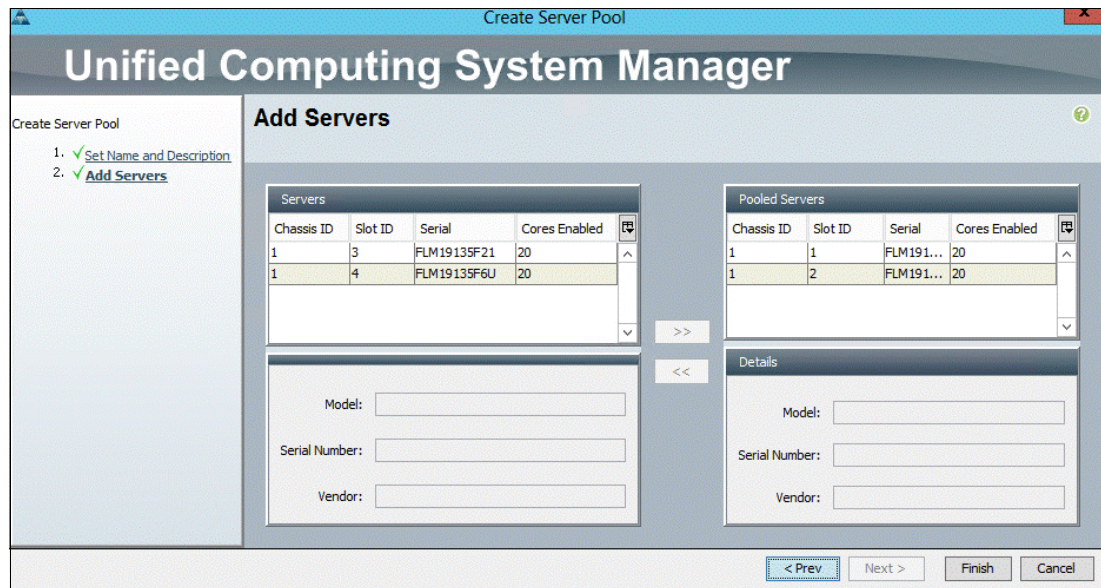 Create Server Pool
x
Unified Computing System Manager
Create Server Pool
1. Set Name and Description
2. Add Servers
Add Servers
?
Servers
Chassis ID Slot ID Serial Cores Enabled
1 3 FLM19135F21 20
1 4 FLM19135F6U 20
Model:
Serial Number:
Vendor:
>>
<<
Pooled Servers
Chassis ID Slot ID Serial Cores Enabled
1 1 FLM191... 20
1 2 FLM191... 20
Details
Model:
Serial Number:
Vendor:
< Prev Next > Finish Cancel